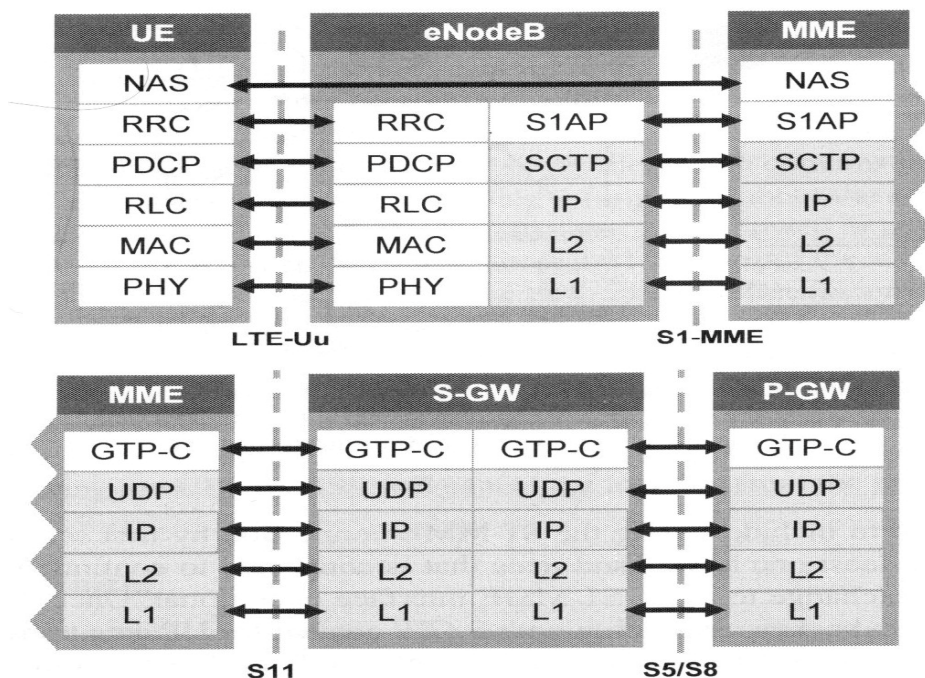 UE eNodeB MME
NAS NAS
RRC RRC S1AP S1AP
PDCP PDCP SCTP SCTP
RLC RLC IP IP
MAC MAC L2 L2
PHY PHY L1 L1
LTE-Uu S1-MME
MME S-GW P-GW
GTP-C GTP-C GTP-C GTP-C
UDP UDP UDP UDP
IP IP IP IP
L2 L2 L2 L2
L1 L1 L1 L1
S11 S5/S8